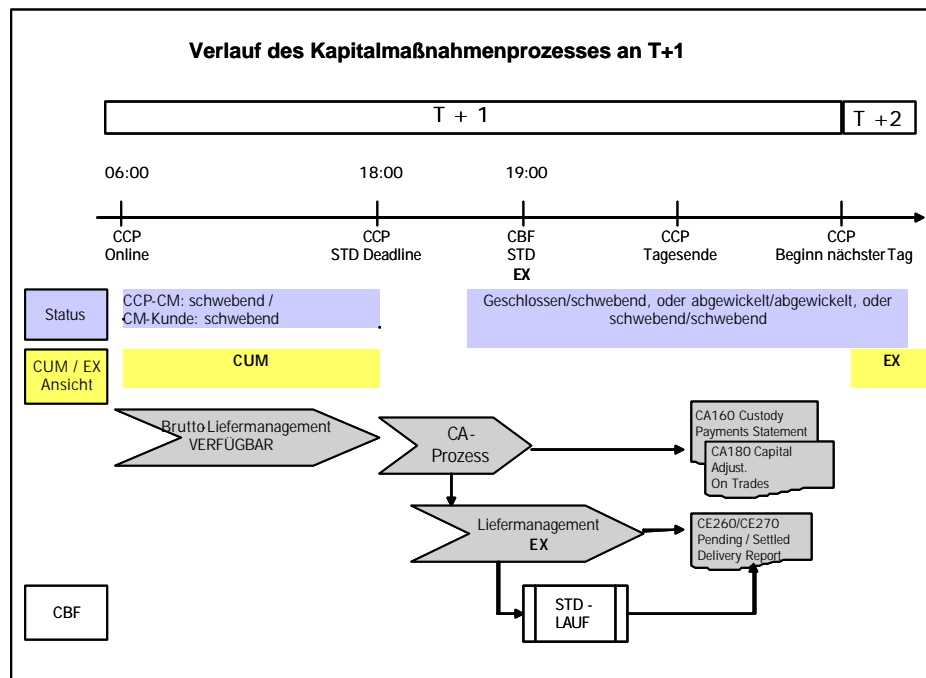 Verlauf des Kapitalmaßnahmenprozesses an T+1
T + 1
T +2
06:00
18:00
19:00
CCP
Online
CCP
STD Deadline
CBF
STD
EX
CCP
Tagesende
CCP
Beginn nächster Tag
Status
CCP-CM: schwebend /
CM-Kunde: schwebend
Geschlossen/schwebend, oder abgewickelt/abgewickelt, oder
schwebend/schwebend
CUM / EX
Ansicht
CUM
EX
Brutto-Liefermanagement
VERFÜGBAR
CA-
Prozess
CA160 Custody
Payments Statement
CA180 Capital
Adjust.
On Trades
Liefermanagement
EX
CE260/CE270
Pending / Settled
Delivery Report
CBF
STD -
LAUF